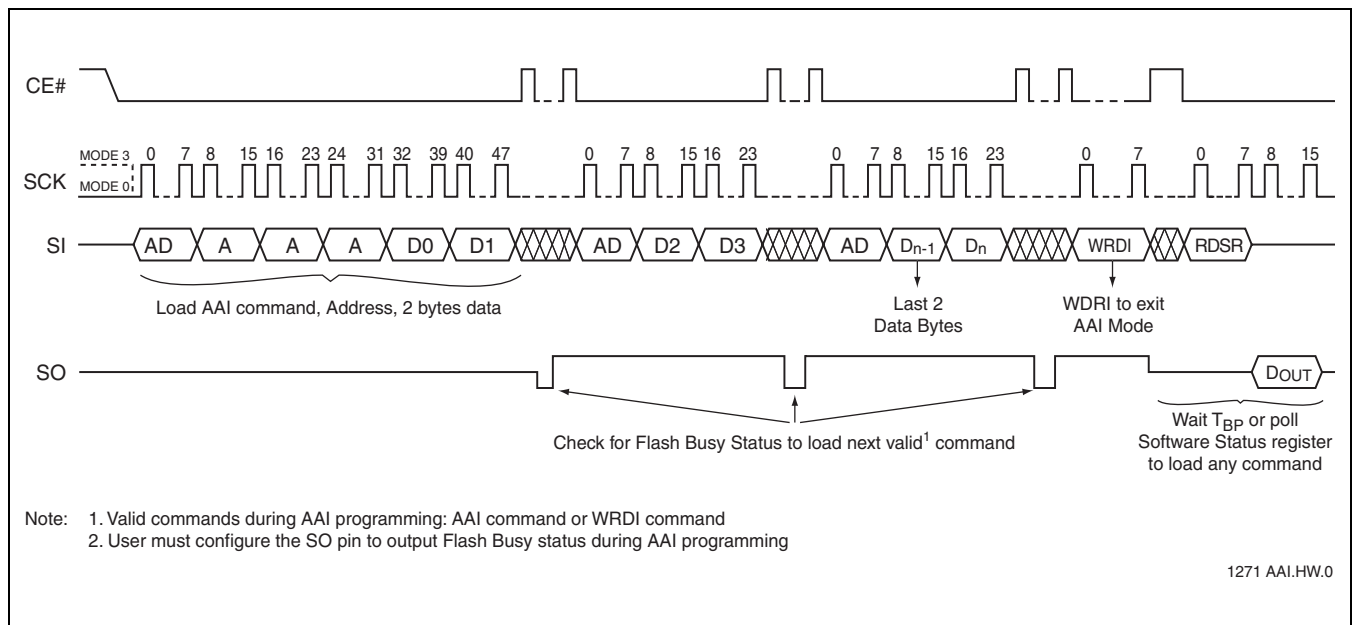 CE#
MODE 3
MODE 0
SCK
0 7 8 15 16 23 24 31 32 39 40 47 0 7 8 15 16 23 0 7 8 15 16 23 0 7 0 7 8 15
SI
AD A A A D0 D1 AD D2 D3 AD Dn-1 Dn WRDI RDSR
Load AAI command, Address, 2 bytes data
Last 2
Data Bytes
WDRI to exit
AAI Mode
SO
DOUT
Check for Flash Busy Status to load next valid1 command
Wait TBP or poll
Software Status register
to load any command
Note: 1. Valid commands during AAI programming: AAI command or WRDI command
2. User must configure the SO pin to output Flash Busy status during AAI programming
1271 AAI.HW.0